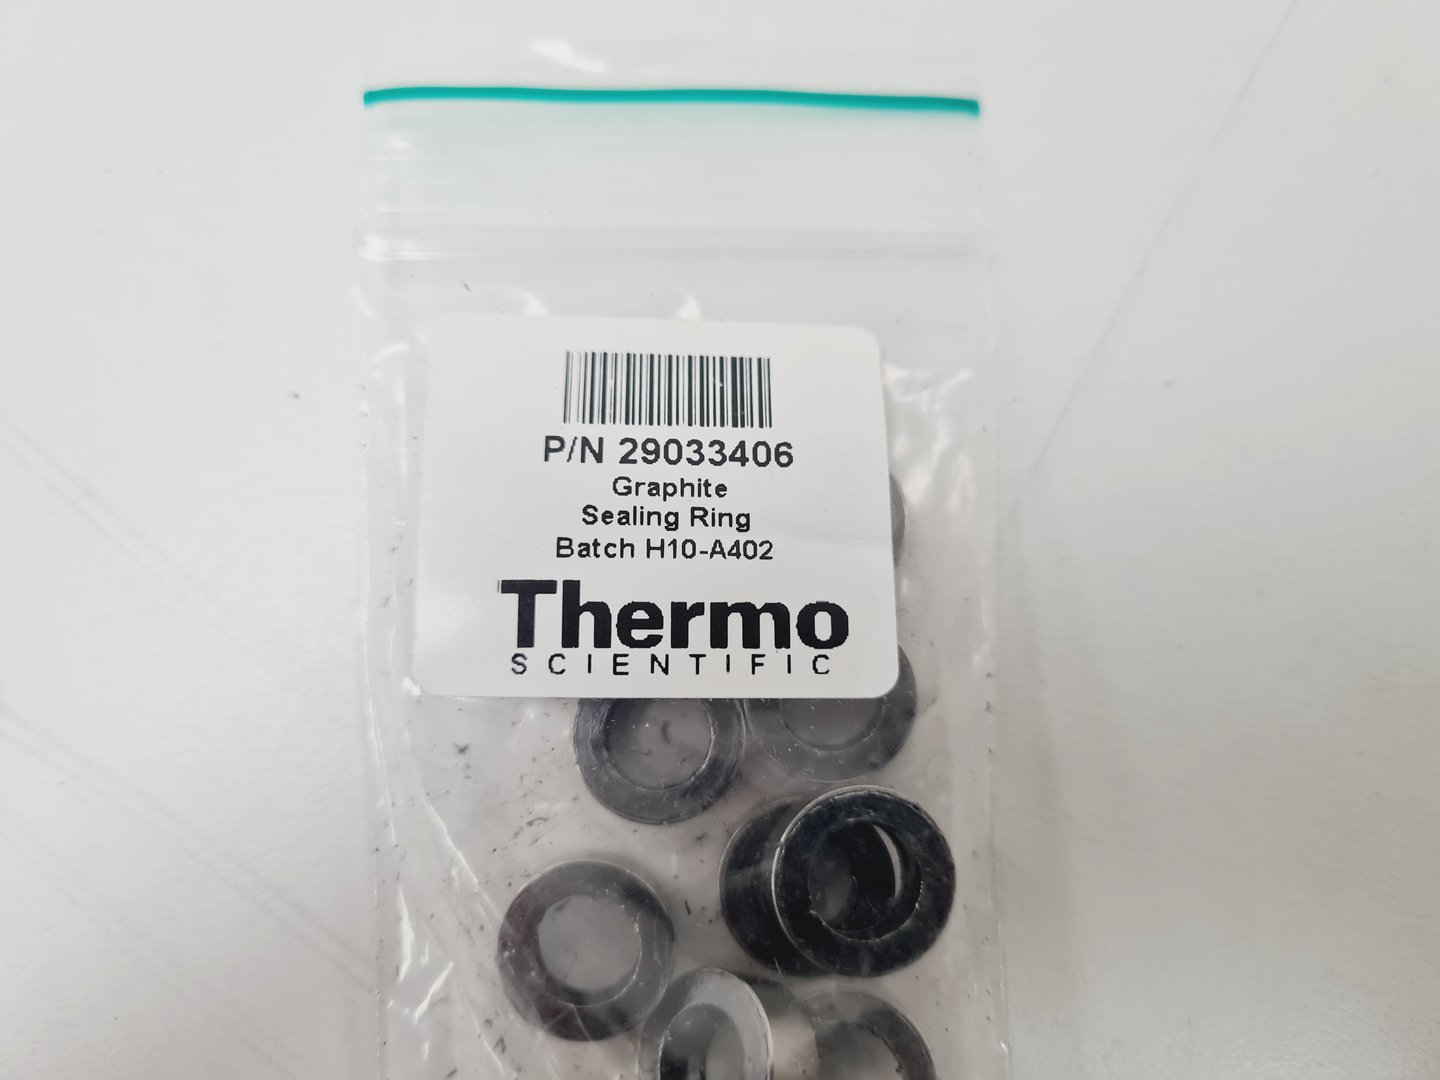 P/N 29033406
Graphite
Sealing Ring
Batch H10-A402
Thermo
SCIENTIFIC